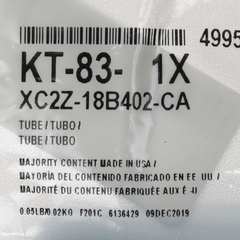 4995
KT-83- 1X
XC2Z-18B402-CA
TUBE/TUBO/
TUBE/TUBO
MAJORITY CONTENT MADE IN USA/
MAYORÍA DEL CONTENIDO FABRICADO EN EE. UU./
MAJORITÉ DU CONTENU FABRIQUÉE AUX É.-U
0.05LB/0.02KG F201C 6136429 09DEC2019